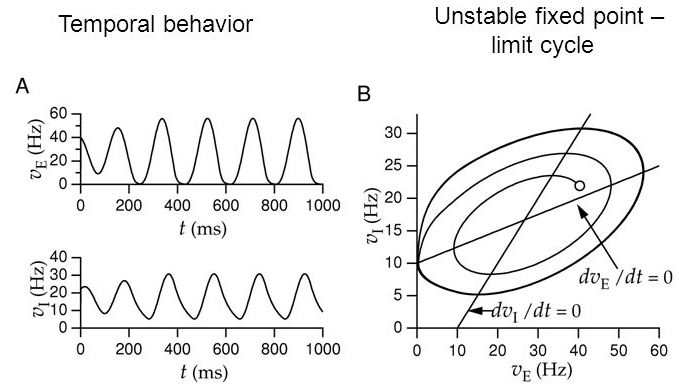 Temporal behavior
Unstable fixed point –
limit cycle
A
60
40
20
0
vE (Hz)
0 200 400 600 800 1000
t (ms)
40
30
20
10
0
vI (Hz)
0 200 400 600 800 1000
t (ms)
B
30
25
20
15
10
5
0
vI (Hz)
dvE /dt = 0
dvI /dt = 0
0 10 20 30 40 50 60
vE (Hz)